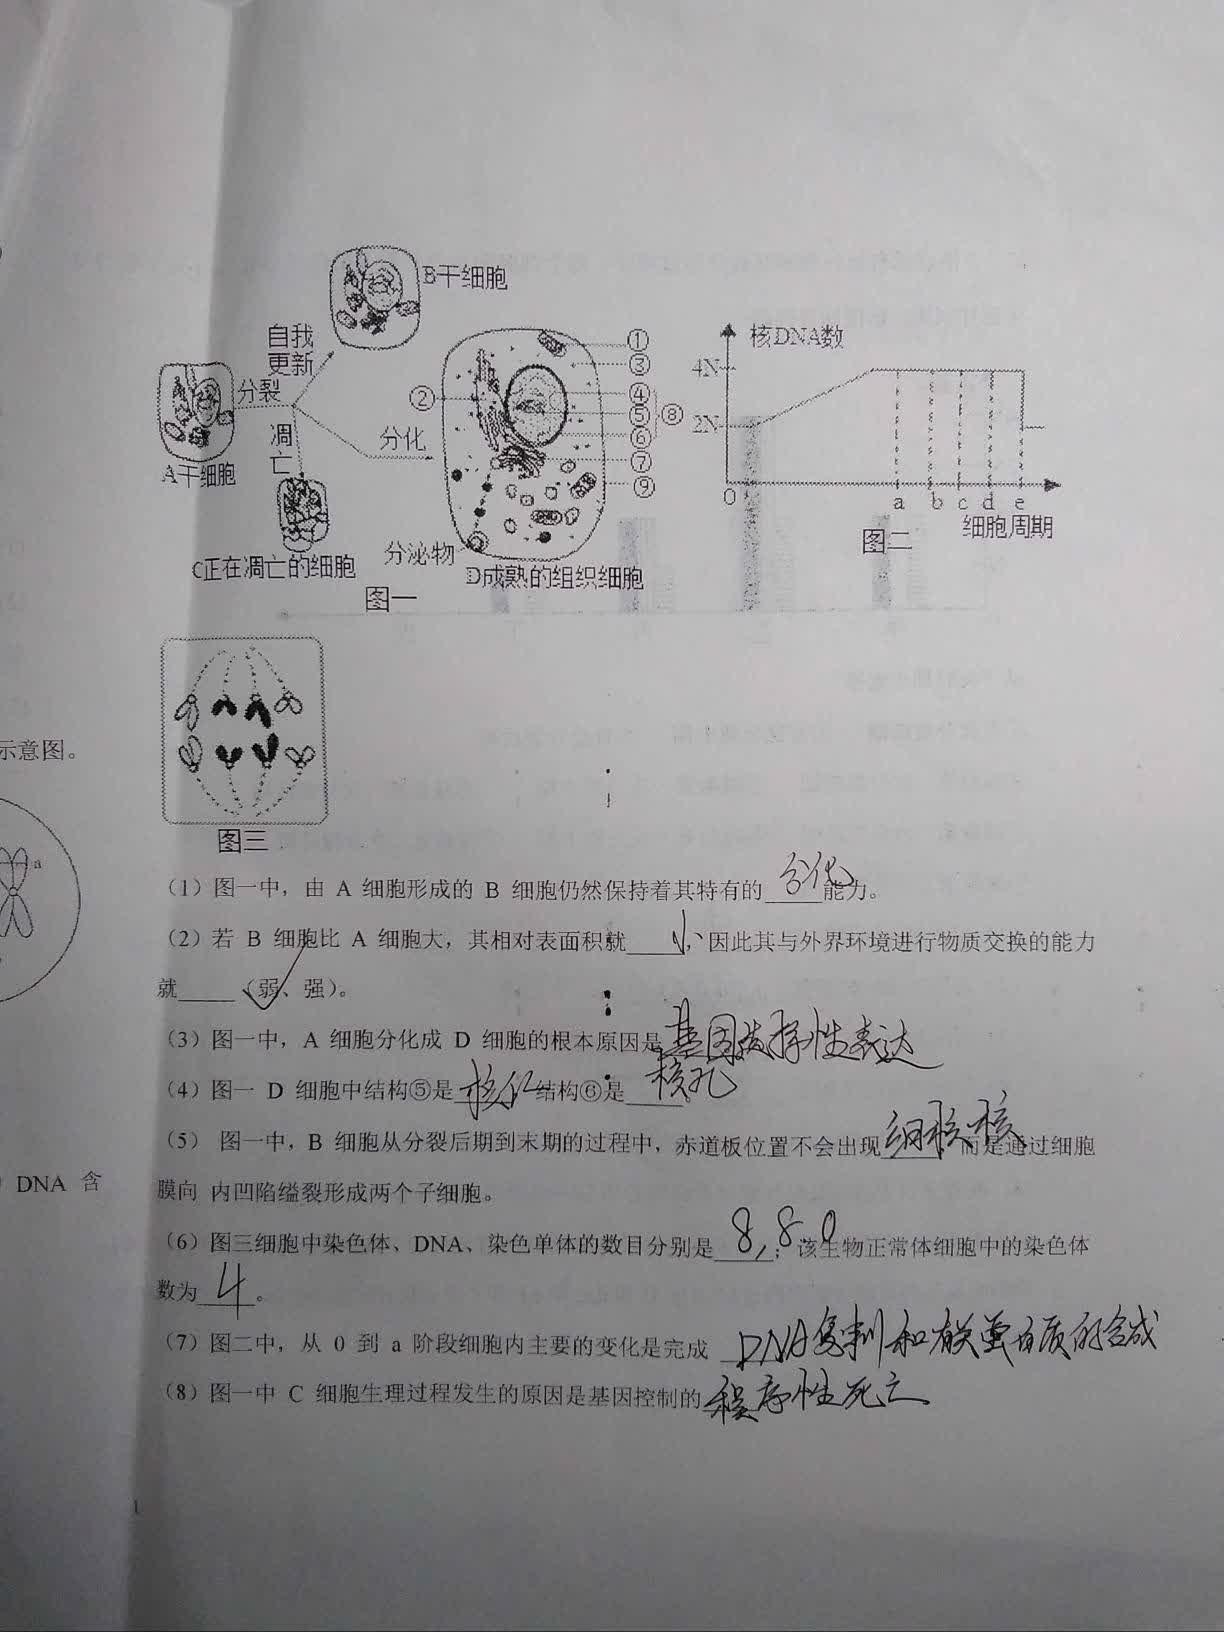 B干细胞
自我
更新
分裂
A干细胞
凋
亡
分化
①
③
②
④
⑤
⑧
⑥
⑦
⑨
分泌物
C正在凋亡的细胞
D成熟的组织细胞
图一
核DNA数
4N
2N
0 a b c d e
细胞周期
图二
图三
示意图。
a
DNA 含
(1) 图一中，由 A 细胞形成的 B 细胞仍然保持着其特有的 分化 能力。
(2) 若 B 细胞比 A 细胞大，其相对表面积就 小，因此其与外界环境进行物质交换的能力
就____（弱、强）。
(3) 图一中，A 细胞分化成 D 细胞的根本原因是 基因选择性表达
(4) 图一 D 细胞中结构⑤是 核仁 结构⑥是 核孔
(5) 图一中，B 细胞从分裂后期到末期的过程中，赤道板位置不会出现 细核核，而是通过细胞
膜向 内凹陷缢裂形成两个子细胞。
(6) 图三细胞中染色体、DNA、染色单体的数目分别是 8,8 0；该生物正常体细胞中的染色体
数为 4。
(7) 图二中，从 0 到 a 阶段细胞内主要的变化是完成 DNA复制和有关蛋白质的合成
(8) 图一中 C 细胞生理过程发生的原因是基因控制的 程序性死亡
1